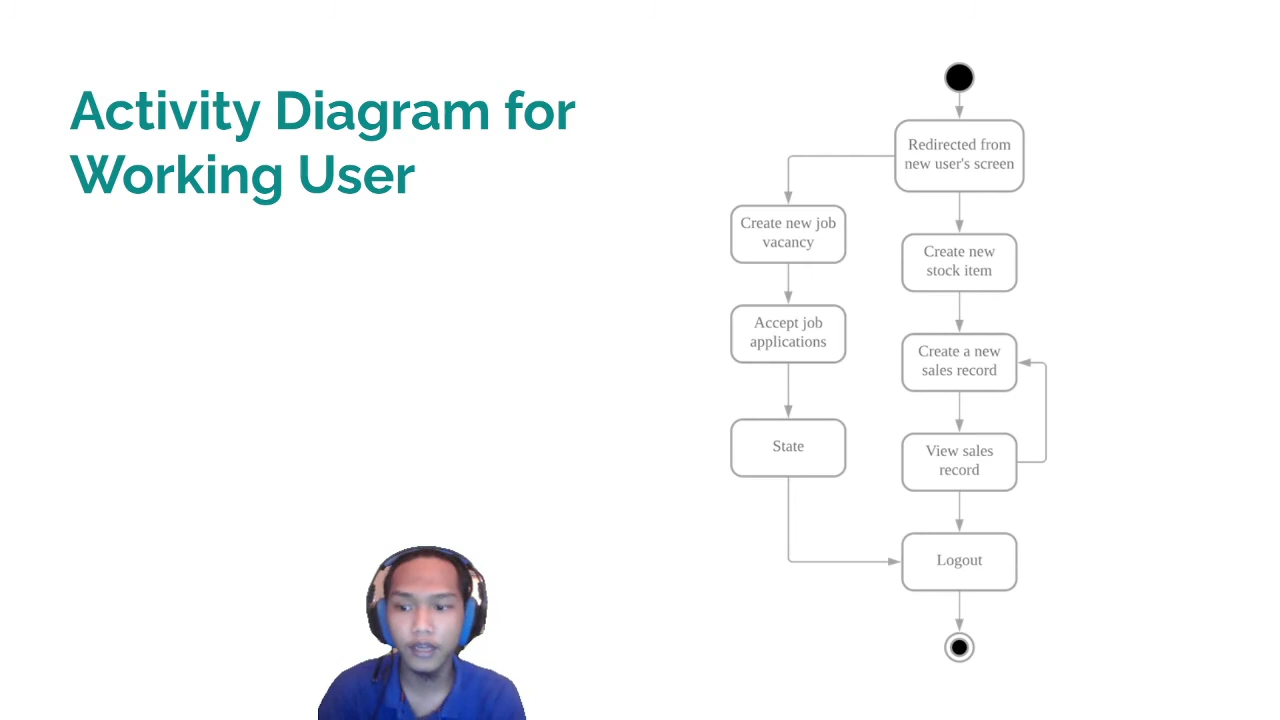 Activity Diagram for
Working User
Redirected from
new user's screen
Create new job
vacancy
Create new
stock item
Accept job
applications
Create a new
sales record
State
View sales
record
Logout